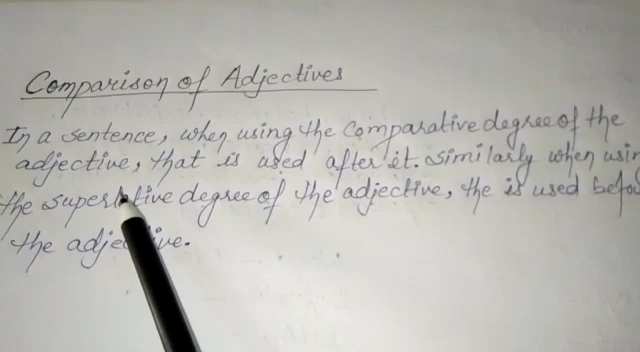 Comparison of Adjectives
In a sentence, when using the comparative degree of the
adjective, that is used after it. similarly when usin
the superlative degree of the adjective, the is used befo
the adjective.